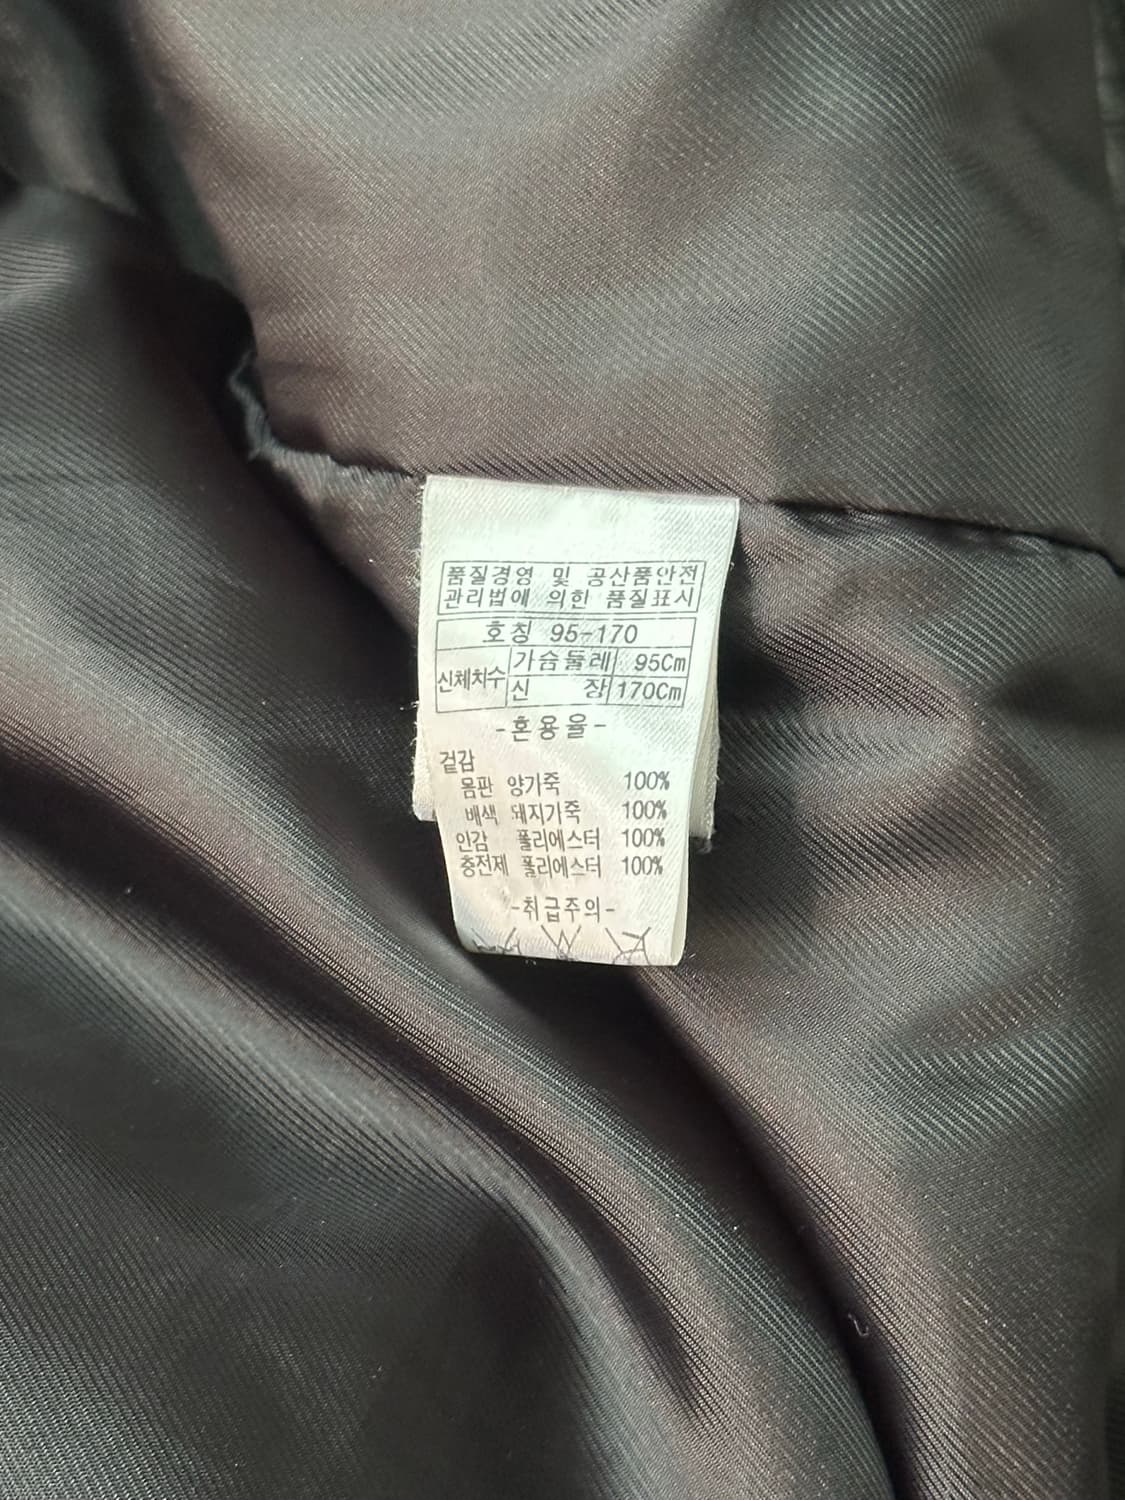 품질경영 및 공산품안전
관리법에 의한 품질표시
호칭 95-170
신체치수 가슴둘레 95Cm
신 장 170Cm
-혼용율-
겉감
몸판 양가죽 100%
배색 돼지가죽 100%
안감 폴리에스터 100%
충전제 폴리에스터 100%
-취급주의-